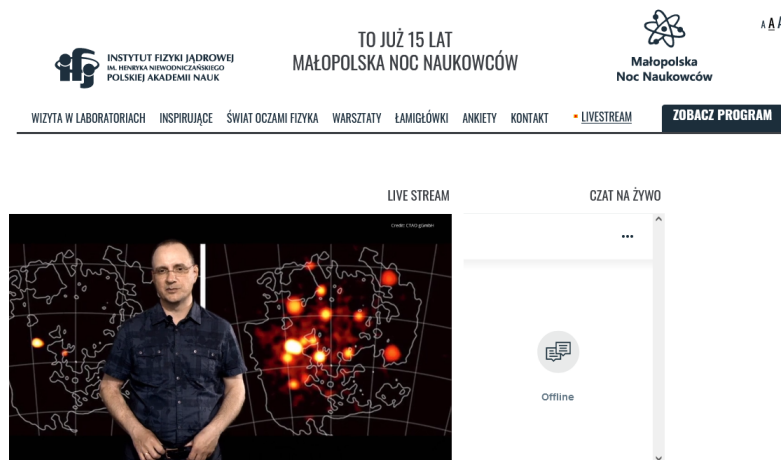 INSTYTUT FIZYKI JĄDROWEJ
IM. HENRYKA NIEWODNICZAŃSKIEGO
POLSKIEJ AKADEMII NAUK
TO JUŻ 15 LAT
MAŁOPOLSKA NOC NAUKOWCÓW
Małopolska
Noc Naukowców
A A A
WIZYTA W LABORATORIACH INSPIRUJĄCE ŚWIAT OCZAMI FIZYKA WARSZTATY ŁAMIGŁÓWKI ANKIETY KONTAKT LIVESTREAM ZOBACZ PROGRAM
LIVE STREAM CZAT NA ŻYWO
Offline